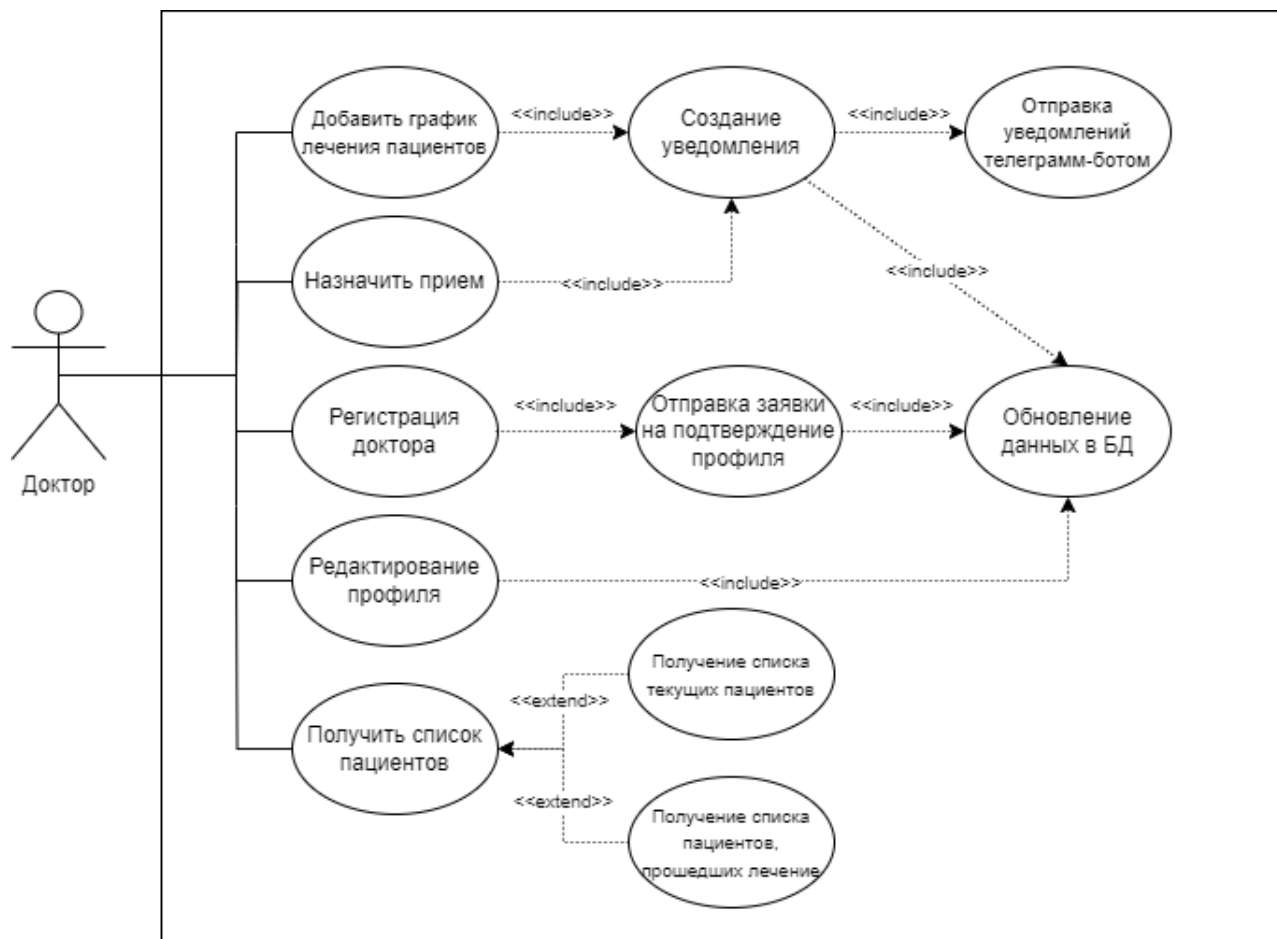 Добавить график
лечения пациентов
<<include>>
Создание
уведомления
<<include>>
Отправка
уведомлений
телеграмм-ботом
Назначить прием
<<include>>
<<include>>
Доктор
Регистрация
доктора
<<include>>
Отправка заявки
на подтверждение
профиля
<<include>>
Обновление
данных в БД
Редактирование
профиля
<<include>>
Получить список
пациентов
<<extend>>
Получение списка
текущих пациентов
<<extend>>
Получение списка
пациентов,
прошедших лечение